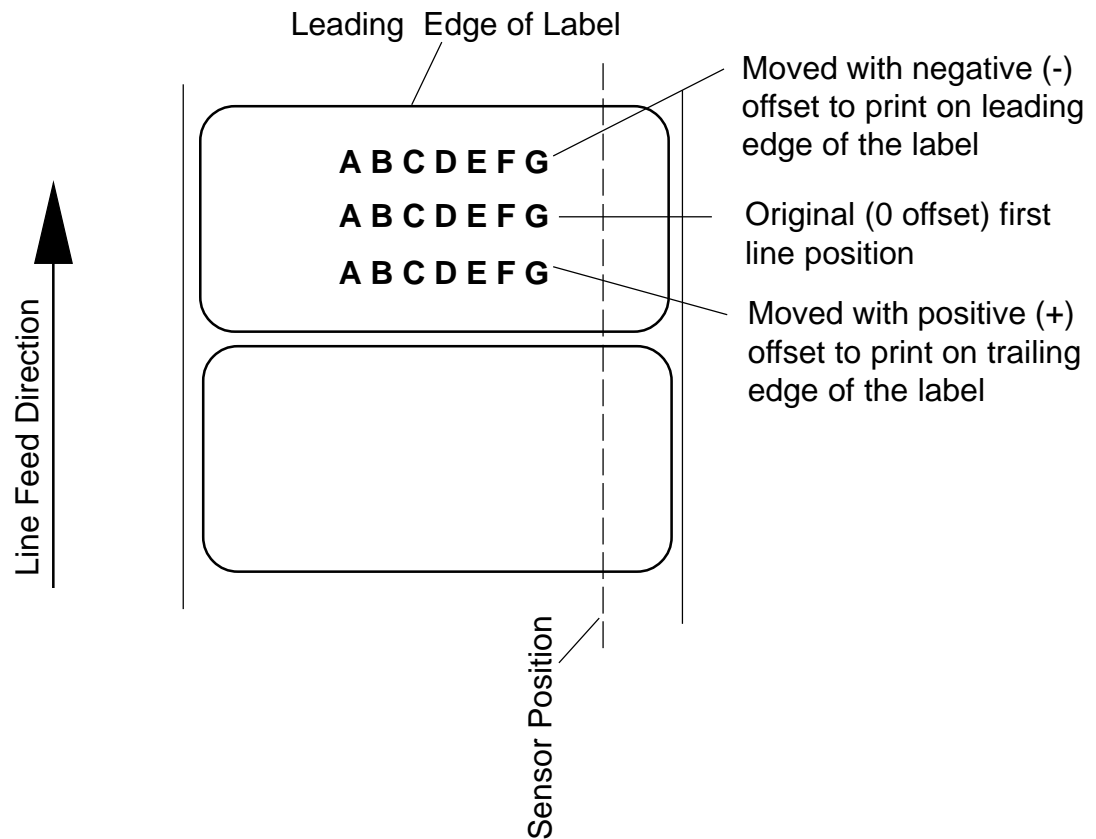 Leading Edge of Label
Moved with negative (-)
offset to print on leading
edge of the label
A B C D E F G
A B C D E F G
Original (0 offset) first
line position
A B C D E F G
Moved with positive (+)
offset to print on trailing
edge of the label
Line Feed Direction
Sensor Position